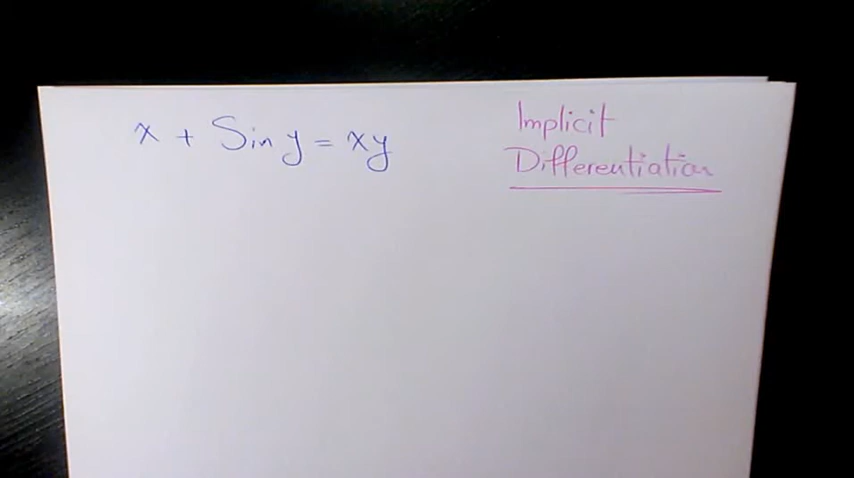 x + Sin y = xy
Implicit
Differentiation